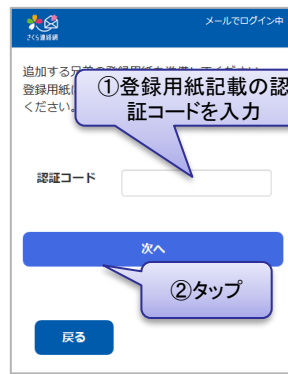 さくら連絡網
メールでログイン中
追加する
登録用紙
ください。
①登録用紙記載の認
証コードを入力
認証コード
次へ
②タップ
戻る